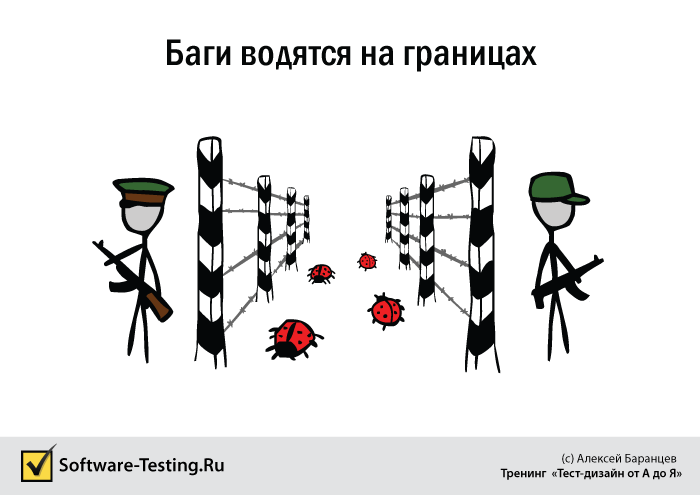 Баги водятся на границах
Software-Testing.Ru
(c) Алексей Баранцев
Тренинг «Тест-дизайн от А до Я»